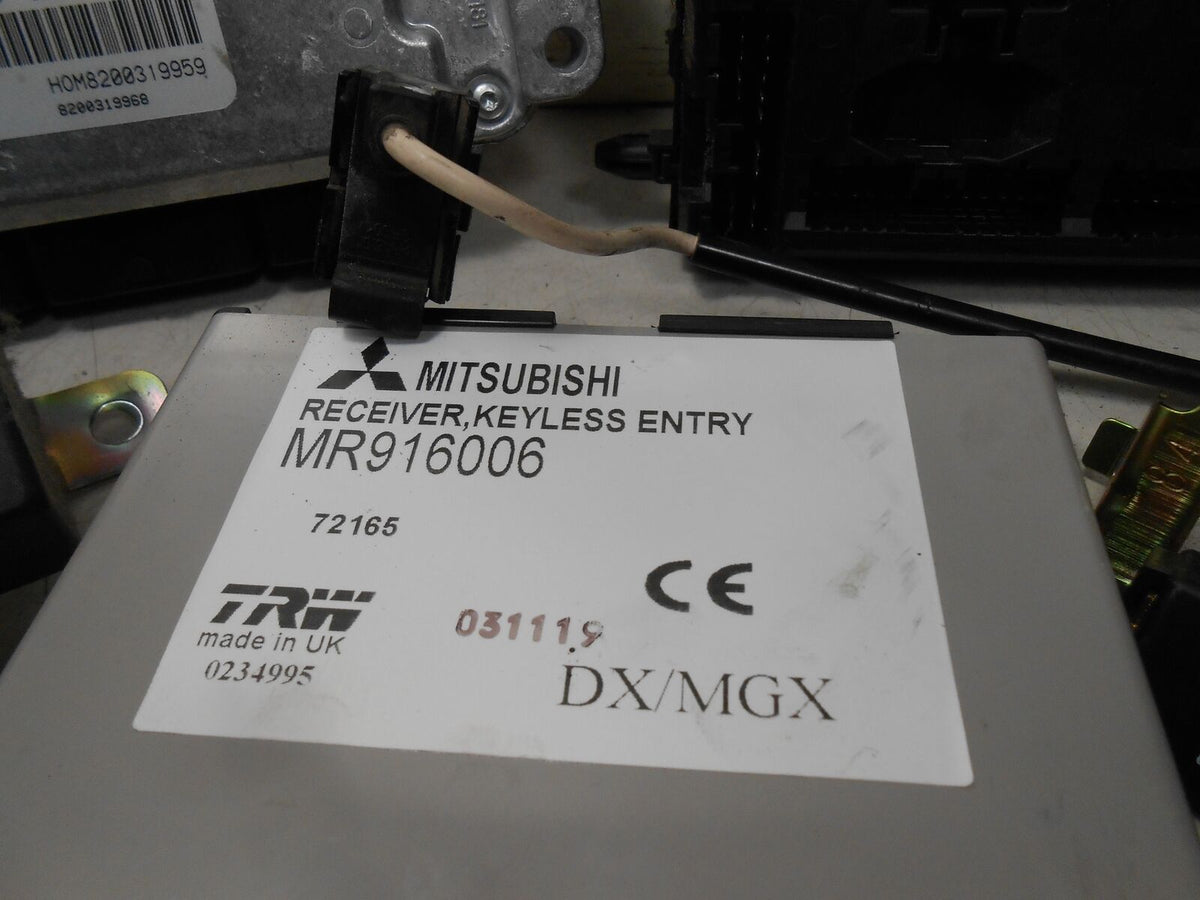 HOM8200319959
8200319968
MITSUBISHI
RECEIVER,KEYLESS ENTRY
MR916006
72165
CE
TRW
made in UK
0234995
031119
DX/MGX